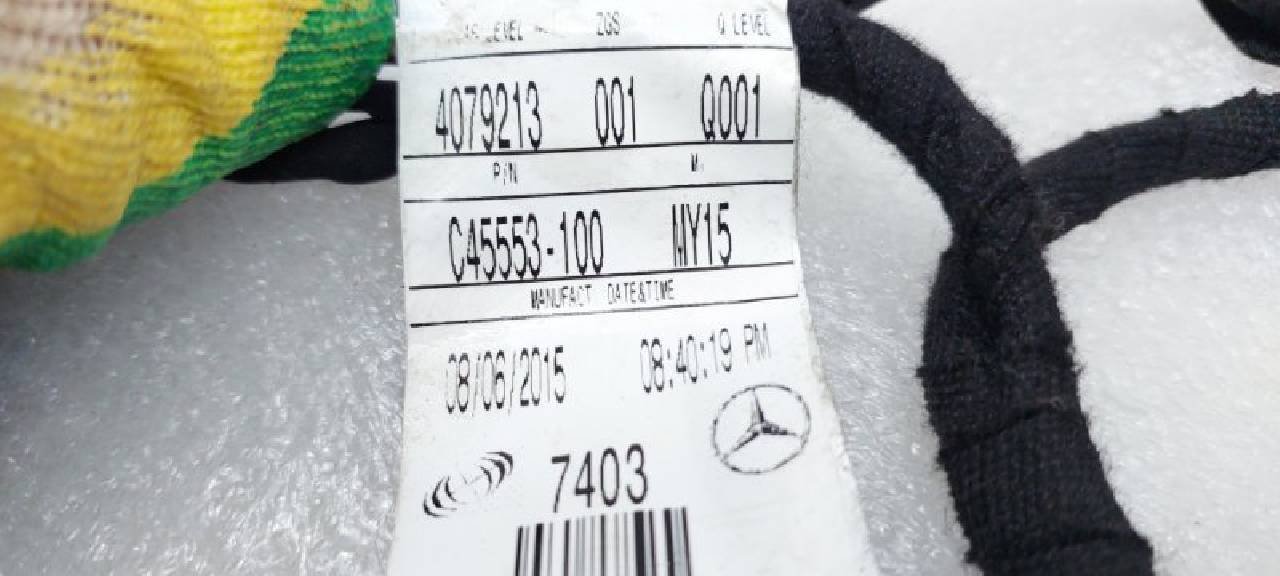 LEVEL ZGS Q LEVEL
4079213 001 Q001
P/N
C45553-100 MY15
MANUFACT DATE&TIME
08/06/2015 08:40:19 PM
7403